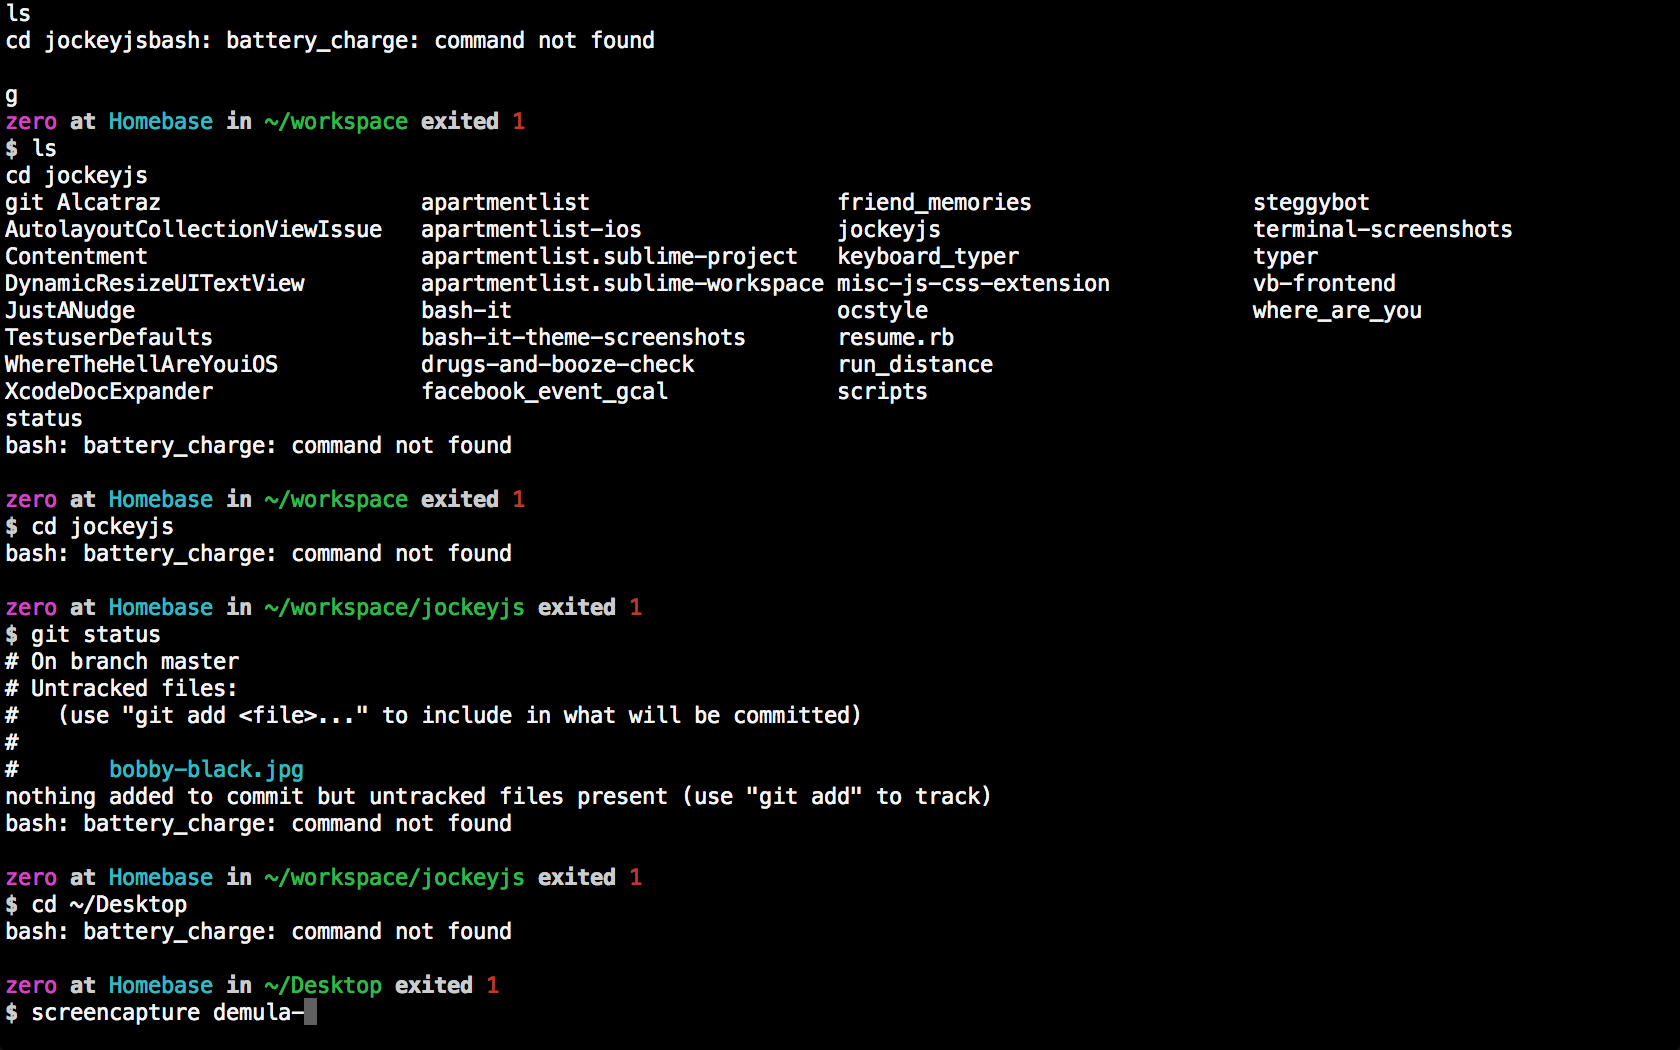 ls
cd jockeyjsbash: battery_charge: command not found

g
zero at Homebase in ~/workspace exited 1
$ ls
cd jockeyjs
git Alcatraz                    apartmentlist                   friend_memories                 steggybot
AutolayoutCollectionViewIssue   apartmentlist-ios               jockeyjs                        terminal-screenshots
Contentment                     apartmentlist.sublime-project   keyboard_typer                  typer
DynamicResizeUITextView         apartmentlist.sublime-workspace misc-js-css-extension           vb-frontend
JustANudge                      bash-it                         ocstyle                         where_are_you
TestuserDefaults                bash-it-theme-screenshots       resume.rb
WhereTheHellAreYouiOS           drugs-and-booze-check           run_distance
XcodeDocExpander                facebook_event_gcal             scripts
status
bash: battery_charge: command not found

zero at Homebase in ~/workspace exited 1
$ cd jockeyjs
bash: battery_charge: command not found

zero at Homebase in ~/workspace/jockeyjs exited 1
$ git status
# On branch master
# Untracked files:
#   (use "git add <file>..." to include in what will be committed)
#
#       bobby-black.jpg
nothing added to commit but untracked files present (use "git add" to track)
bash: battery_charge: command not found

zero at Homebase in ~/workspace/jockeyjs exited 1
$ cd ~/Desktop
bash: battery_charge: command not found

zero at Homebase in ~/Desktop exited 1
$ screencapture demula-